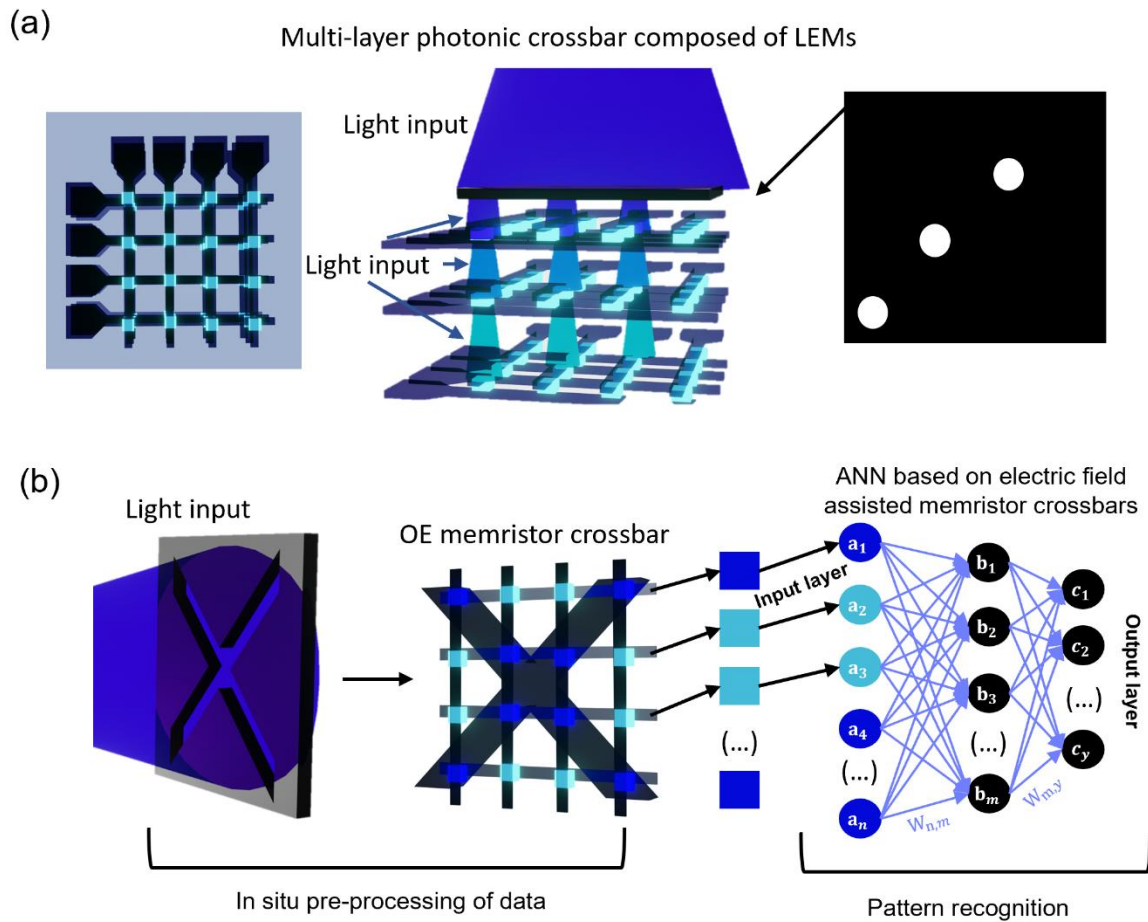 (a)
Multi-layer photonic crossbar composed of LEMs
Light input
Light input
(b)
Light input
OE memristor crossbar
ANN based on electric field
assisted memristor crossbars
Input layer
(...)
a₁
a₂
a₃
a₄
(...)
aₙ
b₁
b₂
b₃
(...)
bₘ
c₁
c₂
(...)
c_y
Output layer
Wₙ,ₘ
Wₘ,y
In situ pre-processing of data
Pattern recognition